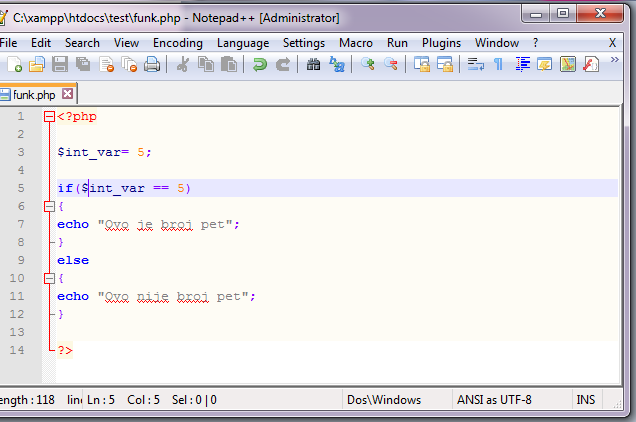 C:\xampp\htdocs\test\funk.php - Notepad++ [Administrator]
File Edit Search View Encoding Language Settings Macro Run Plugins Window ? X
funk.php
1 <?php
2
3 $int_var= 5;
4
5 if($int_var == 5)
6 {
7 echo "Ovo je broj pet";
8 }
9 else
10 {
11 echo "Ovo nije broj pet";
12 }
13
14 ?>
ength : 118 line Ln : 5 Col : 5 Sel : 0 | 0 Dos\Windows ANSI as UTF-8 INS